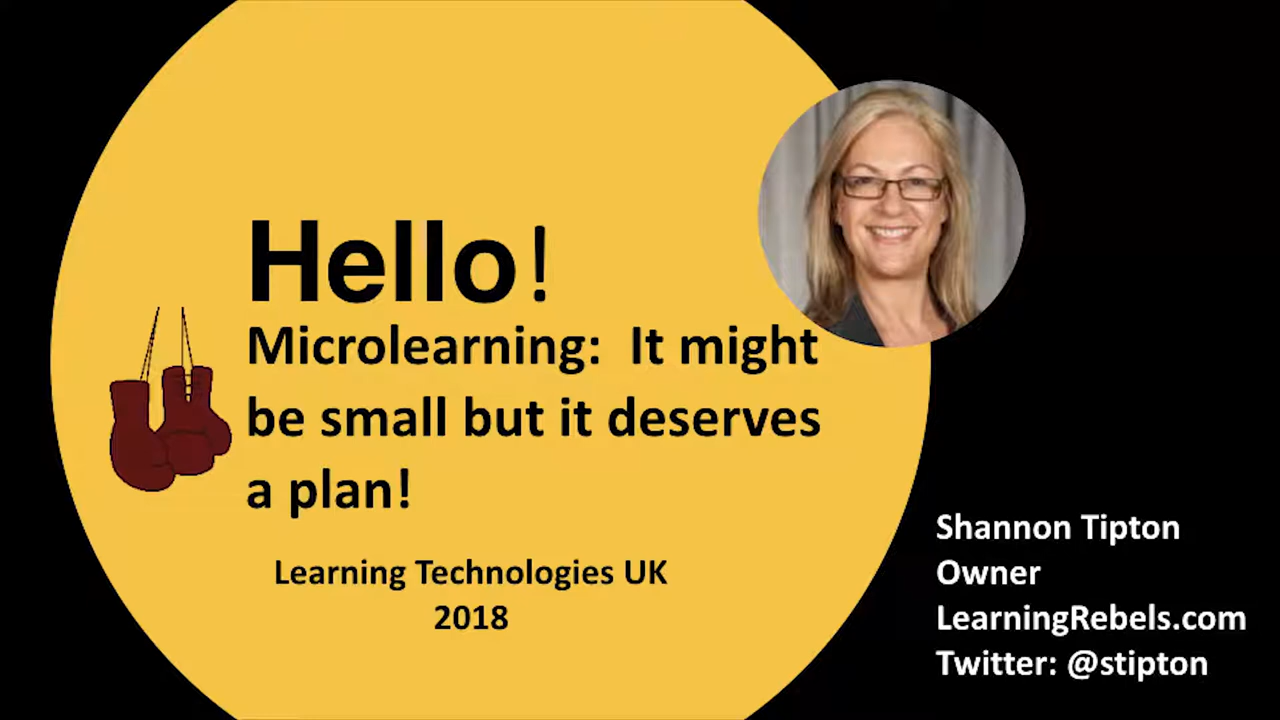 Hello!
Microlearning:  It might
be small but it deserves
a plan!
Learning Technologies UK
2018
Shannon Tipton
Owner
LearningRebels.com
Twitter: @stipton